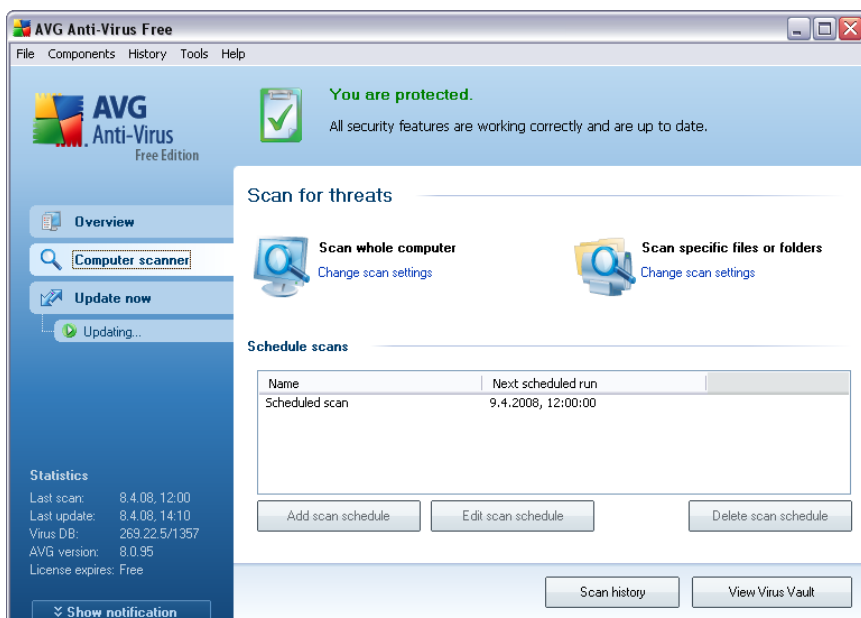 AVG Anti-Virus Free
File Components History Tools Help
AVG
Anti-Virus
Free Edition
You are protected.
All security features are working correctly and are up to date.
Overview
Computer scanner
Update now
Updating...
Scan for threats
Scan whole computer
Change scan settings
Scan specific files or folders
Change scan settings
Schedule scans
Name Next scheduled run
Scheduled scan 9.4.2008, 12:00:00
Add scan schedule Edit scan schedule Delete scan schedule
Scan history View Virus Vault
Statistics
Last scan: 8.4.08, 12:00
Last update: 8.4.08, 14:10
Virus DB: 269.22.5/1357
AVG version: 8.0.95
License expires: Free
Show notification